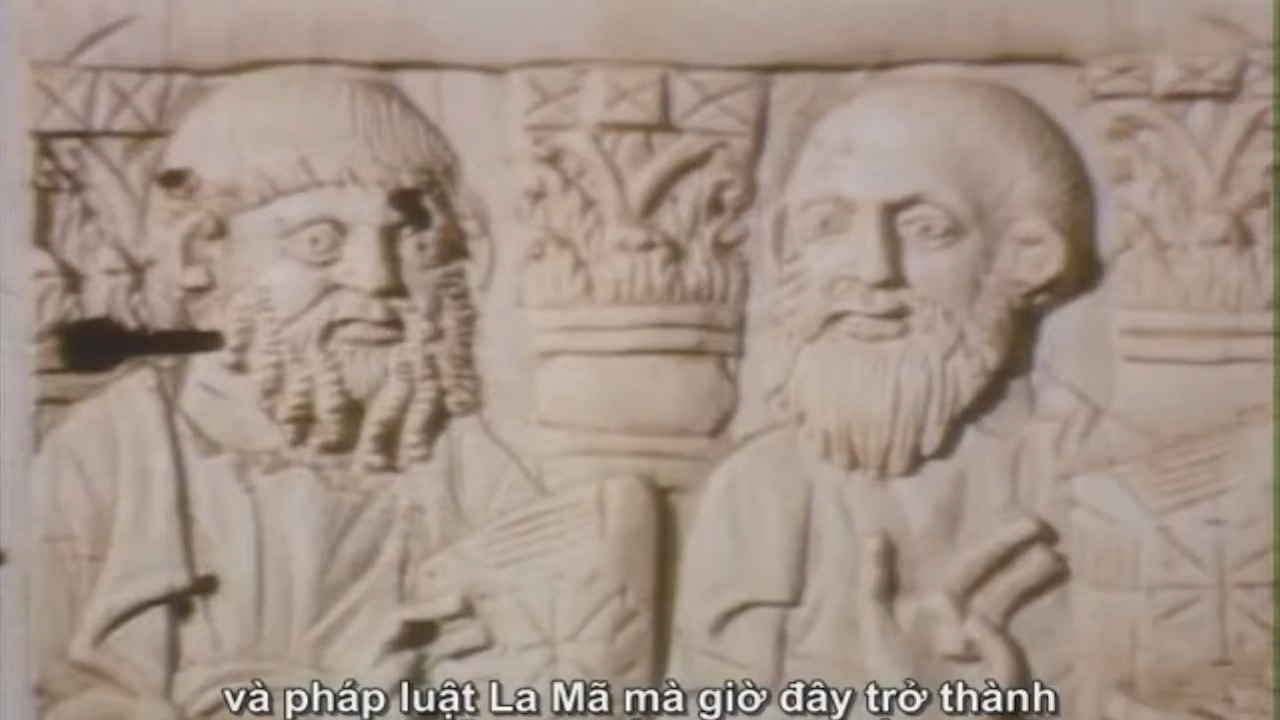 và pháp luật La Mã mà giờ đây trở thành